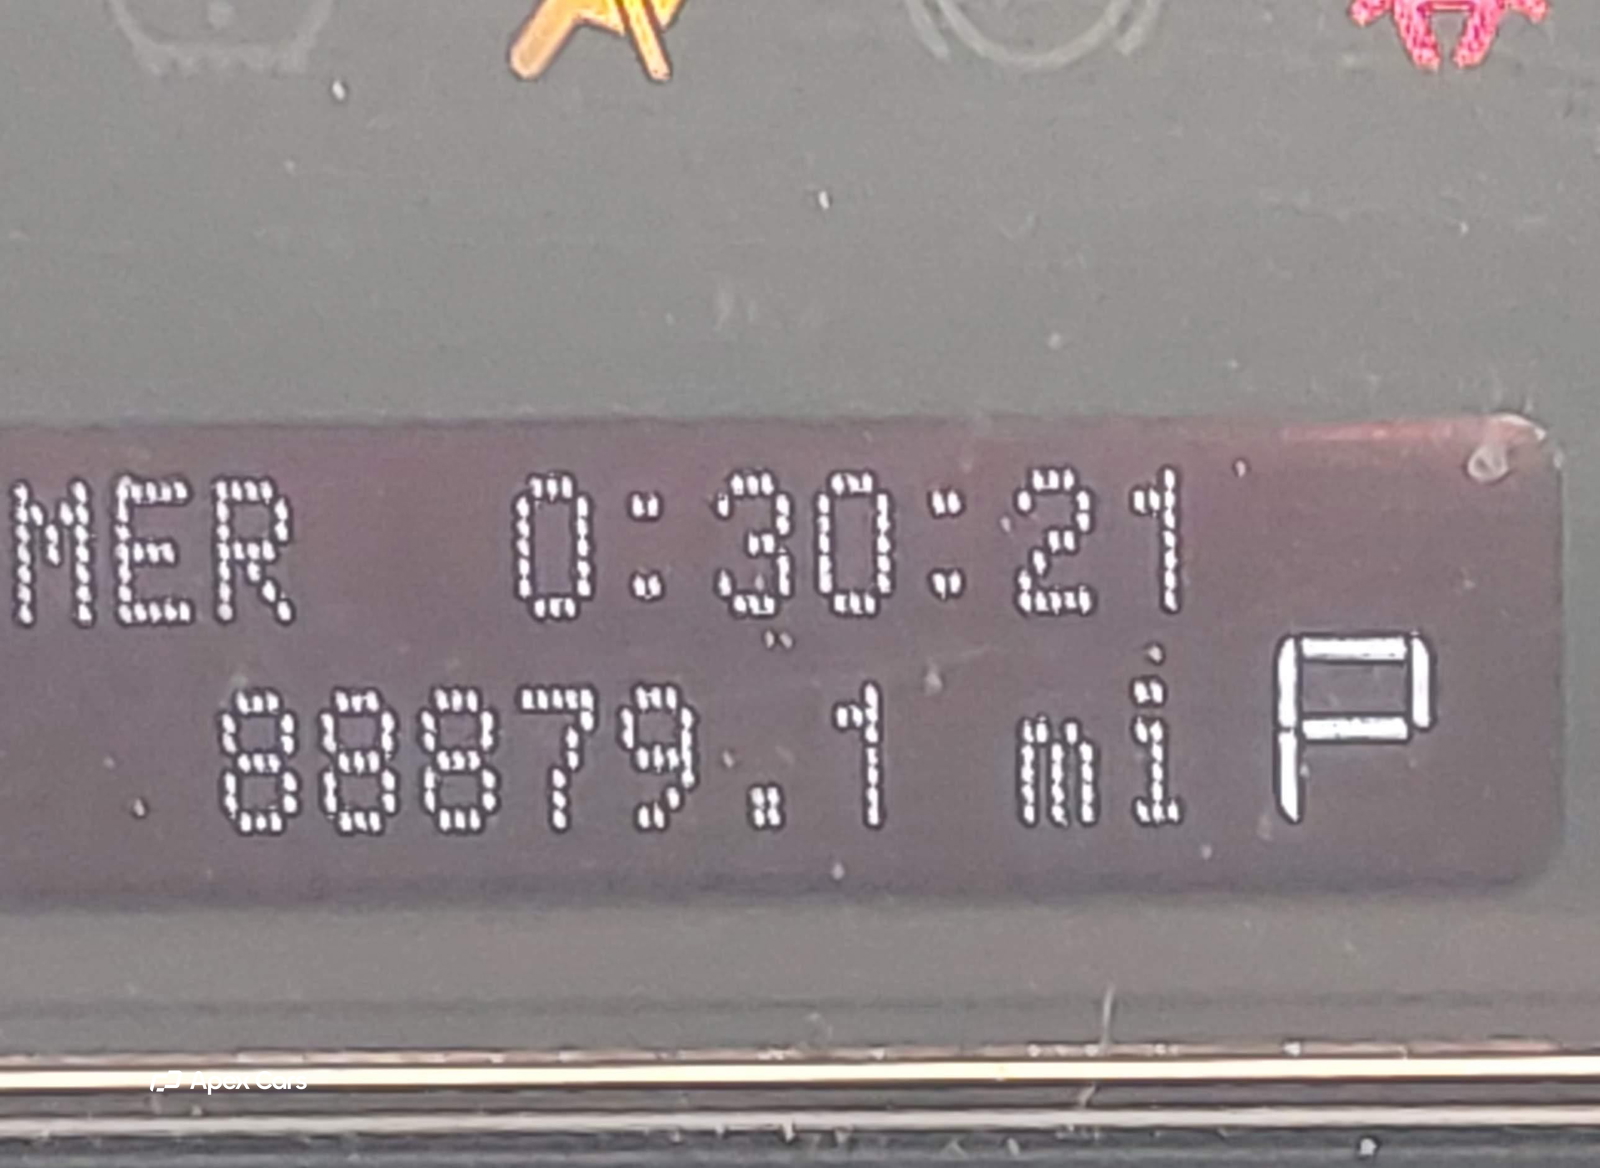 MER 0:30:21
88879.1 mi P
Apex Cars